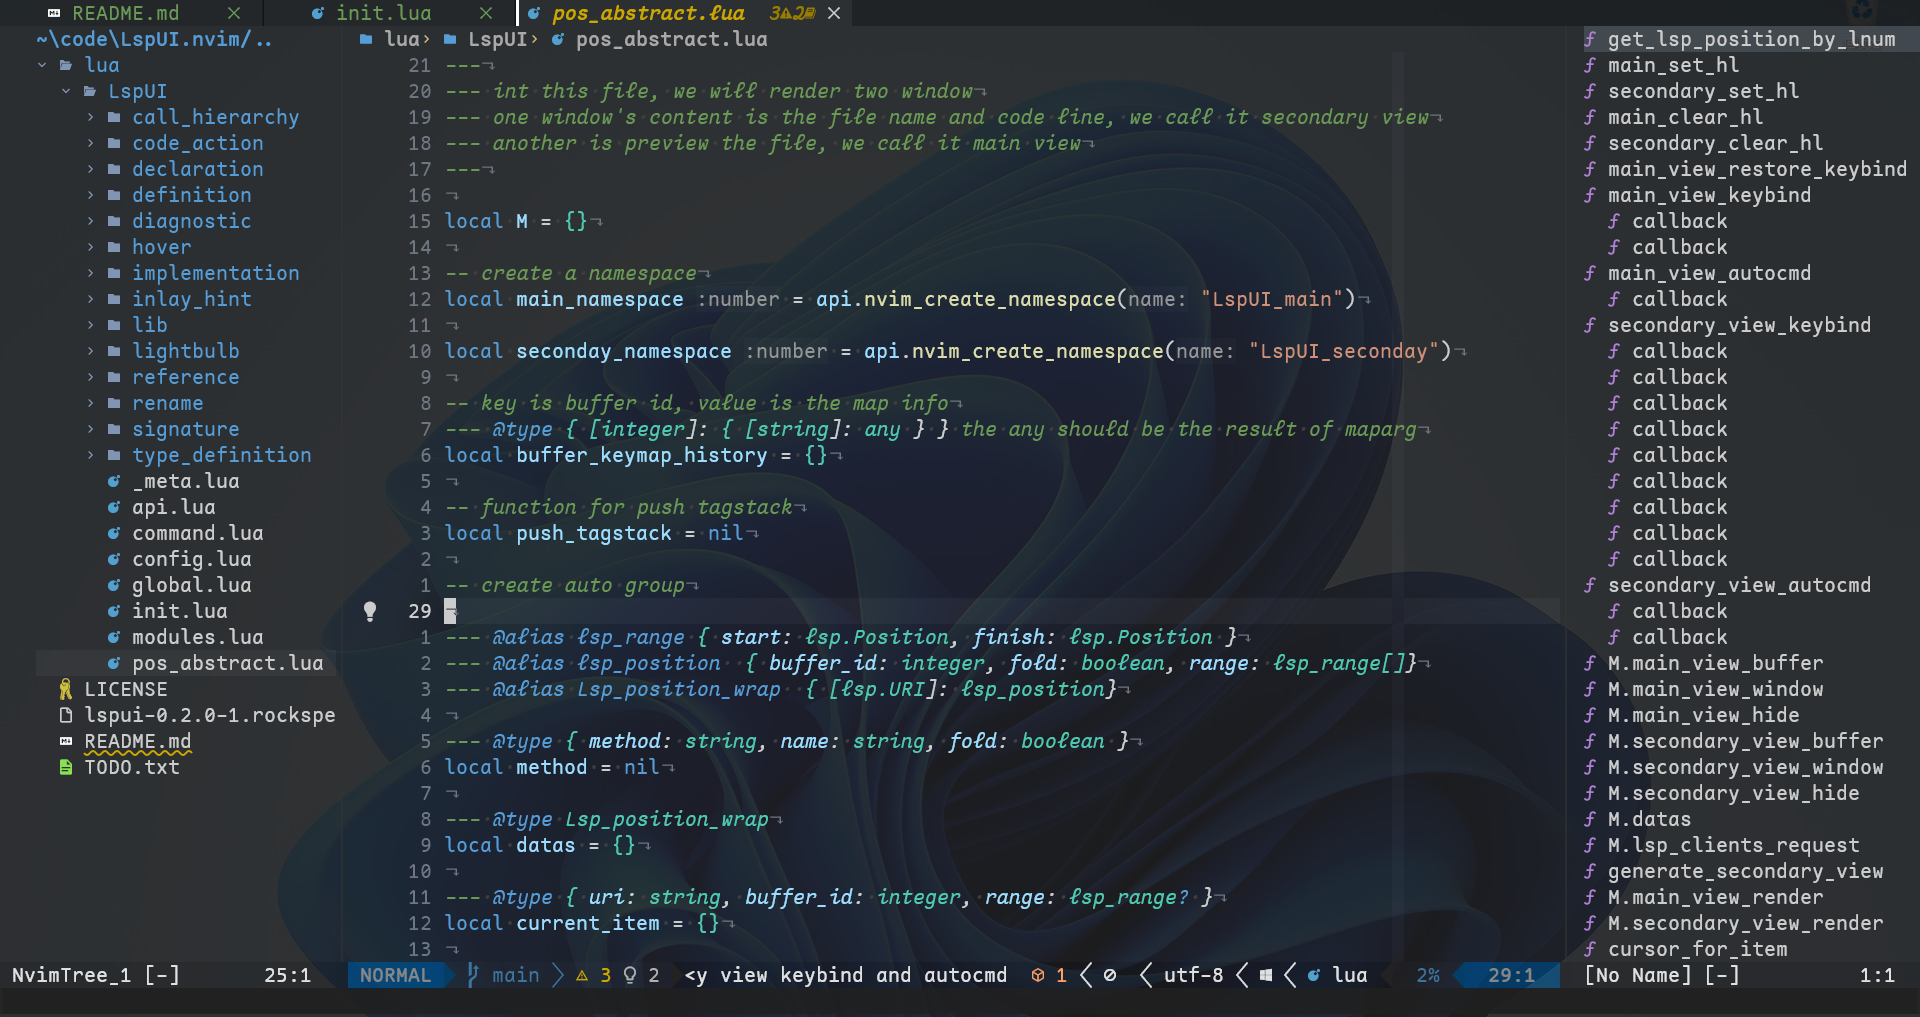 README.md
init.lua
pos_abstract.lua 3 2
~\code\LspUI.nvim/..
lua
LspUI
call_hierarchy
code_action
declaration
definition
diagnostic
hover
implementation
inlay_hint
lib
lightbulb
reference
rename
signature
type_definition
_meta.lua
api.lua
command.lua
config.lua
global.lua
init.lua
modules.lua
pos_abstract.lua
LICENSE
lspui-0.2.0-1.rockspe
README.md
TODO.txt
lua› LspUI› pos_abstract.lua
21 ---
20 --- int this file, we will render two window
19 --- one window's content is the file name and code line, we call it secondary view
18 --- another is preview the file, we call it main view
17 ---
16
15 local M = {}
14
13 -- create a namespace
12 local main_namespace :number = api.nvim_create_namespace(name: "LspUI_main")
11
10 local seconday_namespace :number = api.nvim_create_namespace(name: "LspUI_seconday")
9
8 -- key is buffer id, value is the map info
7 --- @type { [integer]: { [string]: any } } the any should be the result of maparg
6 local buffer_keymap_history = {}
5
4 -- function for push tagstack
3 local push_tagstack = nil
2
1 -- create auto group
29
1 --- @alias lsp_range { start: lsp.Position, finish: lsp.Position }
2 --- @alias lsp_position  { buffer_id: integer, fold: boolean, range: lsp_range[]}
3 --- @alias Lsp_position_wrap  { [lsp.URI]: lsp_position}
4
5 --- @type { method: string, name: string, fold: boolean }
6 local method = nil
7
8 --- @type Lsp_position_wrap
9 local datas = {}
10
11 --- @type { uri: string, buffer_id: integer, range: lsp_range? }
12 local current_item = {}
13
get_lsp_position_by_lnum
main_set_hl
secondary_set_hl
main_clear_hl
secondary_clear_hl
main_view_restore_keybind
main_view_keybind
callback
callback
main_view_autocmd
callback
secondary_view_keybind
callback
callback
callback
callback
callback
callback
callback
callback
callback
secondary_view_autocmd
callback
callback
M.main_view_buffer
M.main_view_window
M.main_view_hide
M.secondary_view_buffer
M.secondary_view_window
M.secondary_view_hide
M.datas
M.lsp_clients_request
generate_secondary_view
M.main_view_render
M.secondary_view_render
cursor_for_item
NvimTree_1 [-] 25:1
NORMAL main 3 2 <y view keybind and autocmd 1 utf-8 lua 2% 29:1
[No Name] [-] 1:1